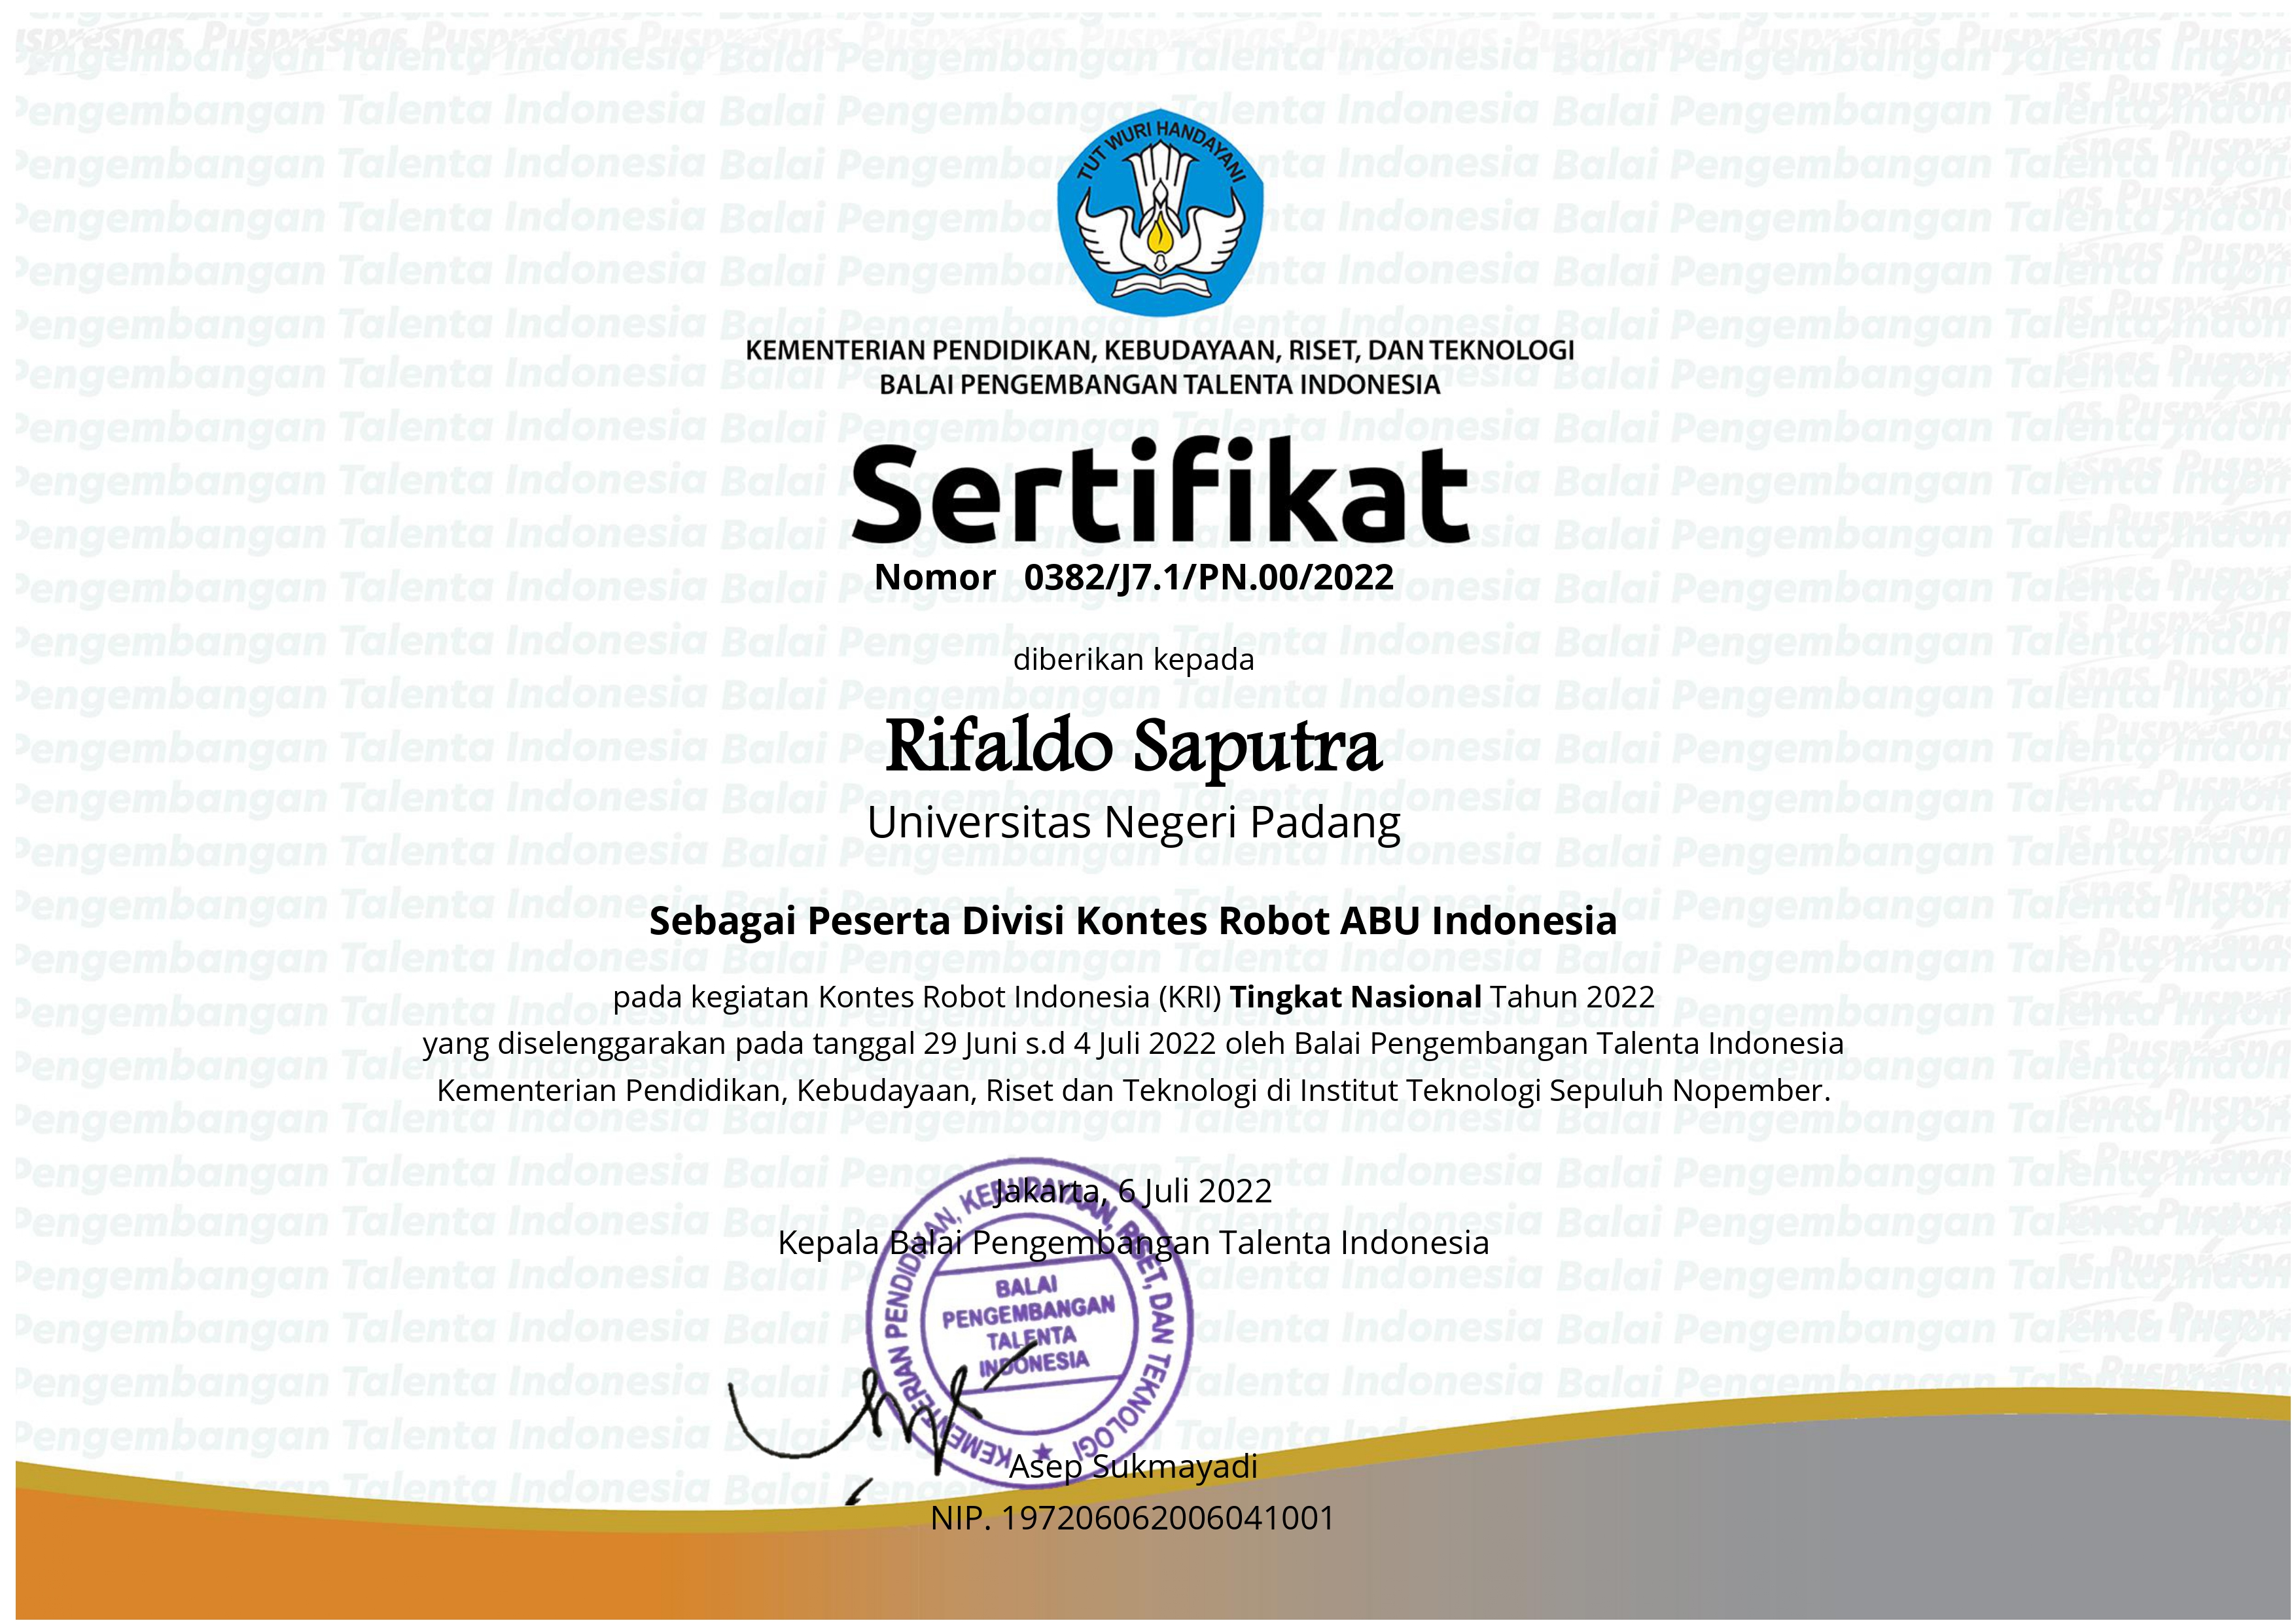 TUT WURI HANDAYANI
KEMENTERIAN PENDIDIKAN, KEBUDAYAAN, RISET, DAN TEKNOLOGI
BALAI PENGEMBANGAN TALENTA INDONESIA
Sertifikat
Nomor 0382/J7.1/PN.00/2022
diberikan kepada
Rifaldo Saputra
Universitas Negeri Padang
Sebagai Peserta Divisi Kontes Robot ABU Indonesia
pada kegiatan Kontes Robot Indonesia (KRI) Tingkat Nasional Tahun 2022
yang diselenggarakan pada tanggal 29 Juni s.d 4 Juli 2022 oleh Balai Pengembangan Talenta Indonesia
Kementerian Pendidikan, Kebudayaan, Riset dan Teknologi di Institut Teknologi Sepuluh Nopember.
Jakarta, 6 Juli 2022
Kepala Balai Pengembangan Talenta Indonesia
KEMENTERIAN PENDIDIKAN, KEBUDAYAAN, RISET, DAN TEKNOLOGI
BALAI
PENGEMBANGAN
TALENTA
INDONESIA
Asep Sukmayadi
NIP. 197206062006041001